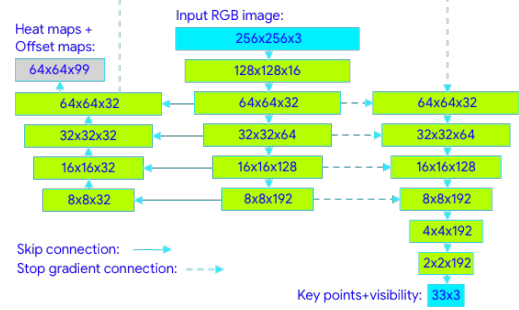 Input RGB image:
Heat maps +
Offset maps:
256x256x3
64x64x99
128x128x16
64x64x32
64x64x32
64x64x32
32x32x32
32x32x64
32x32x64
16x16x32
16x16x128
16x16x128
8x8x32
8x8x192
8x8x192
4x4x192
Skip connection:
2x2x192
Stop gradient connection:
Key points+visibility:
33x3